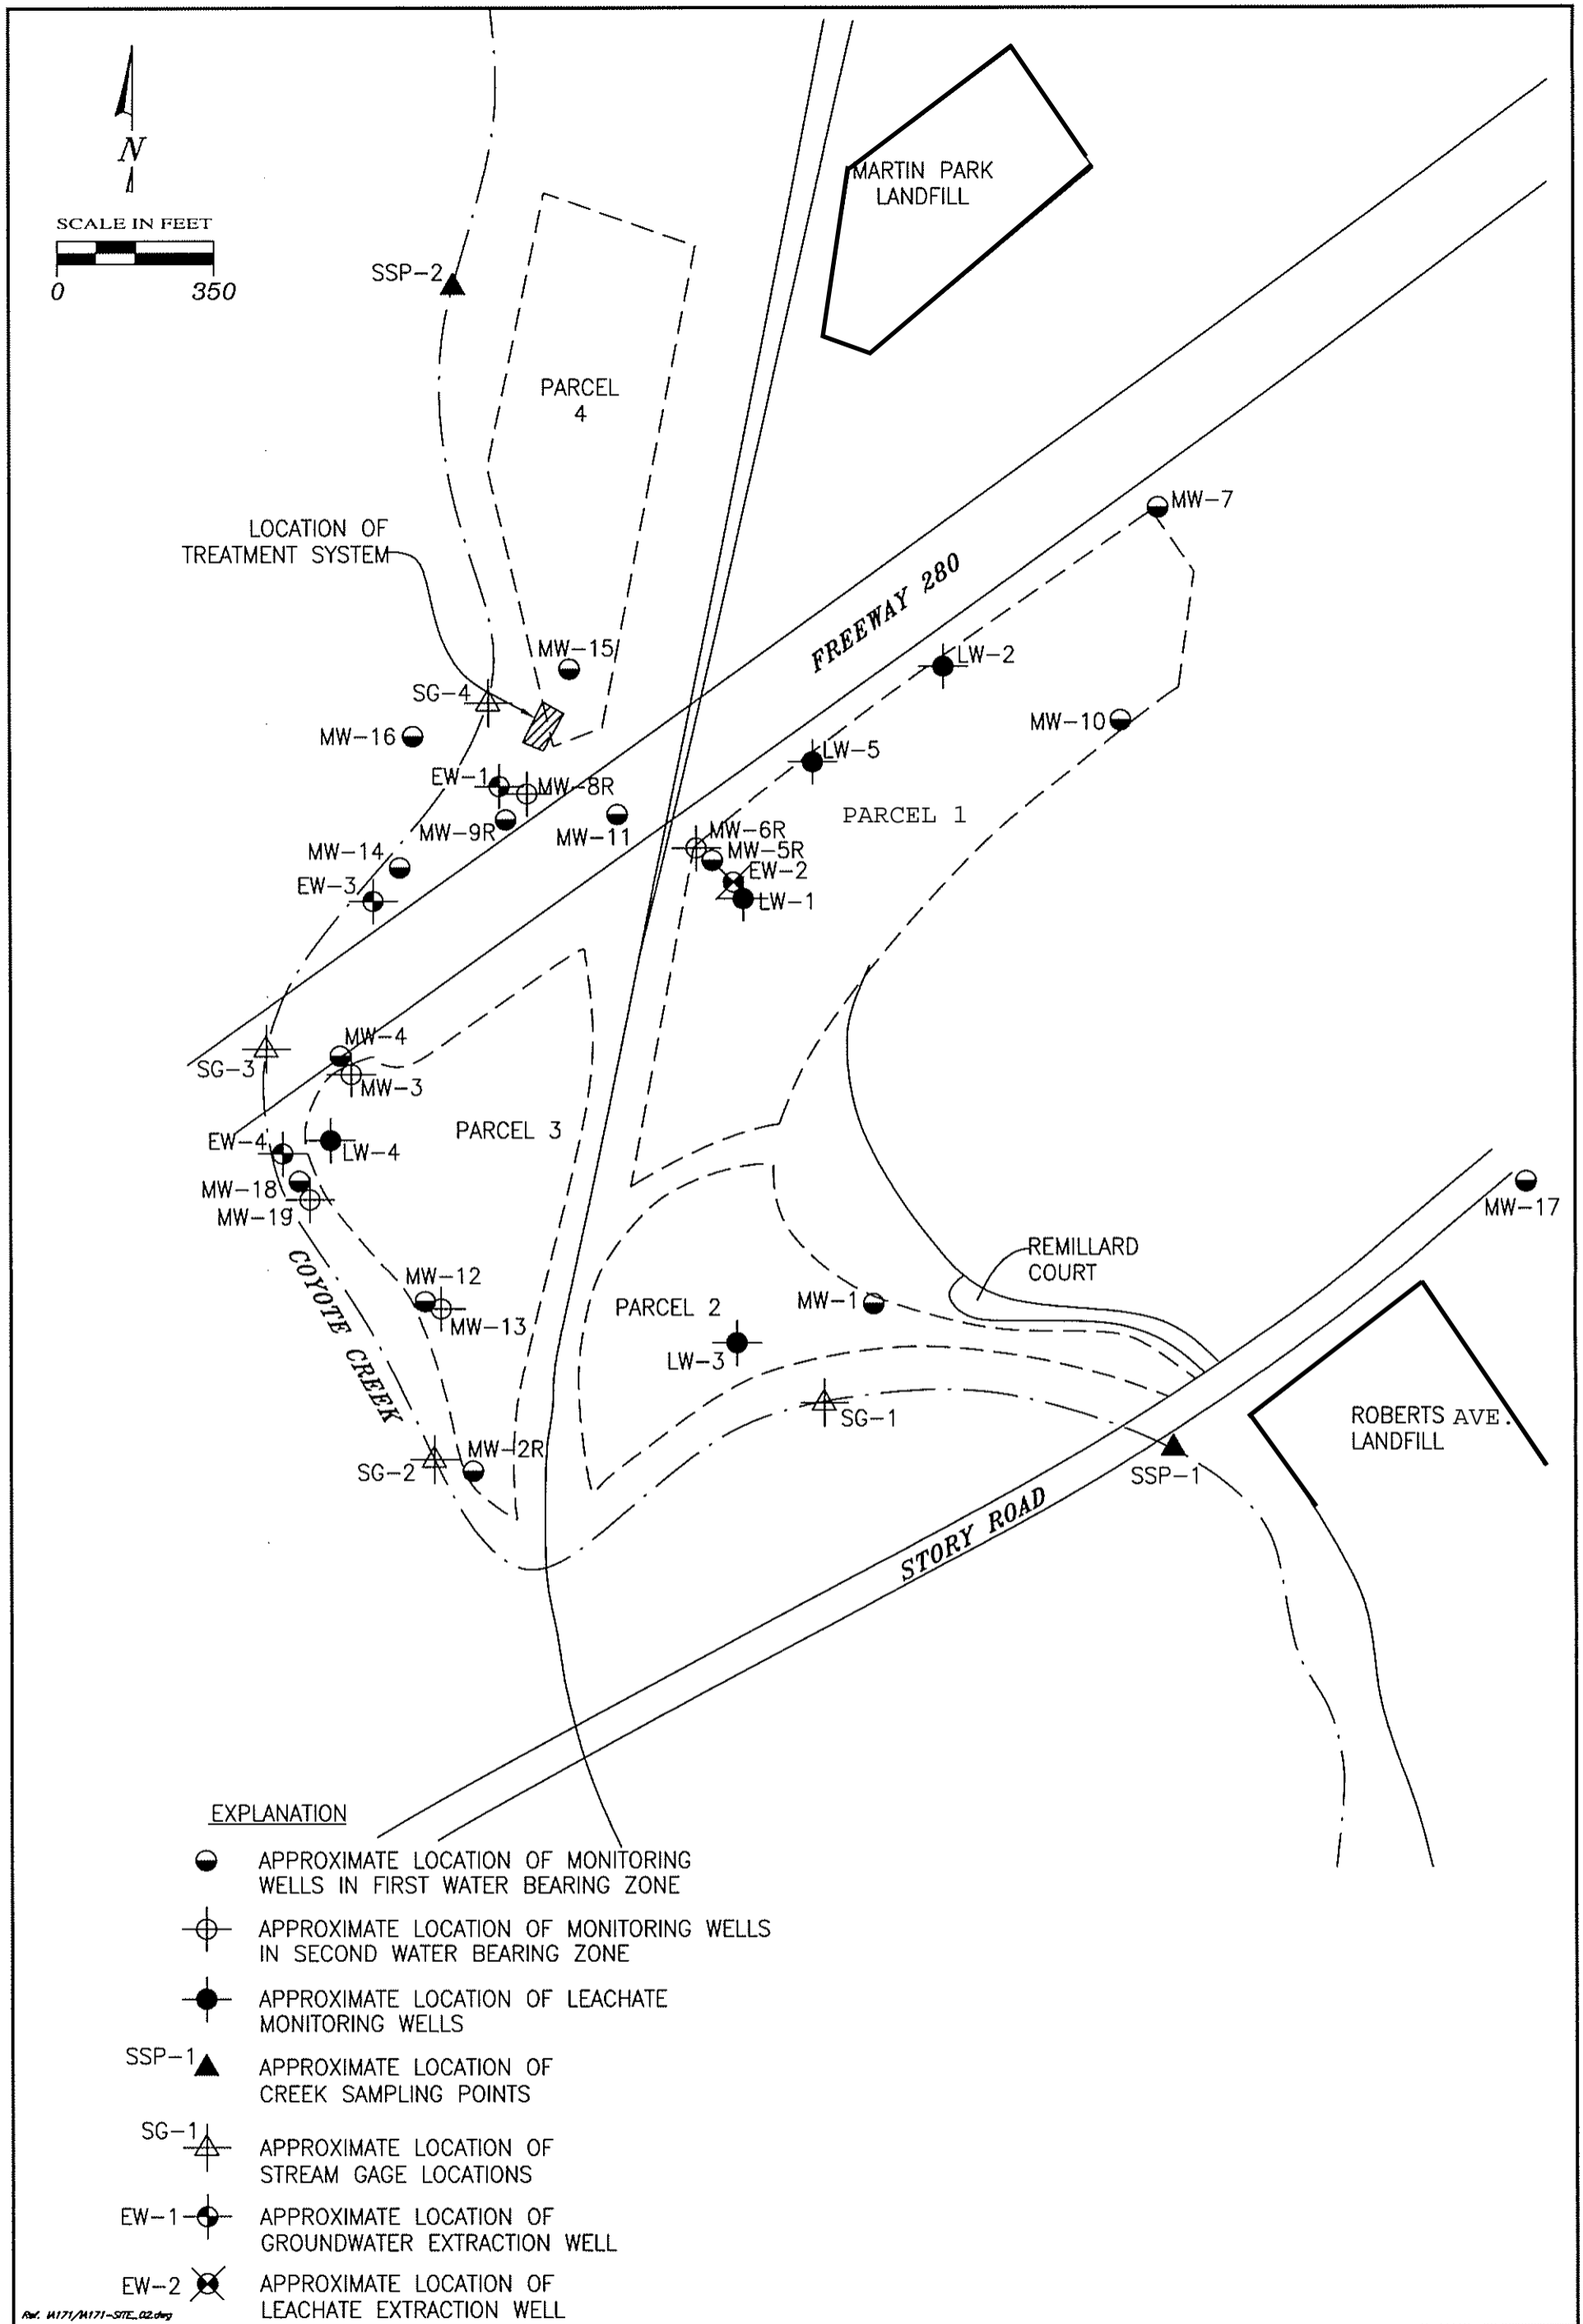 N
SCALE IN FEET
0 350
MARTIN PARK
LANDFILL
SSP-2
PARCEL
4
LOCATION OF
TREATMENT SYSTEM
MW-7
FREEWAY 280
MW-15
LW-2
SG-4
MW-16
MW-10
LW-5
EW-1
MW-8R
MW-9R
MW-11
PARCEL 1
MW-6R
MW-5R
EW-2
LW-1
MW-14
EW-3
MW-4
SG-3
MW-3
PARCEL 3
EW-4
LW-4
MW-18
MW-19
MW-17
COYOTE CREEK
REMILLARD
COURT
MW-12
MW-13
PARCEL 2
MW-1
LW-3
SG-1
ROBERTS AVE.
LANDFILL
MW-2R
SG-2
SSP-1
STORY ROAD
EXPLANATION
APPROXIMATE LOCATION OF MONITORING
WELLS IN FIRST WATER BEARING ZONE
APPROXIMATE LOCATION OF MONITORING WELLS
IN SECOND WATER BEARING ZONE
APPROXIMATE LOCATION OF LEACHATE
MONITORING WELLS
SSP-1 APPROXIMATE LOCATION OF
CREEK SAMPLING POINTS
SG-1 APPROXIMATE LOCATION OF
STREAM GAGE LOCATIONS
EW-1 APPROXIMATE LOCATION OF
GROUNDWATER EXTRACTION WELL
EW-2 APPROXIMATE LOCATION OF
LEACHATE EXTRACTION WELL